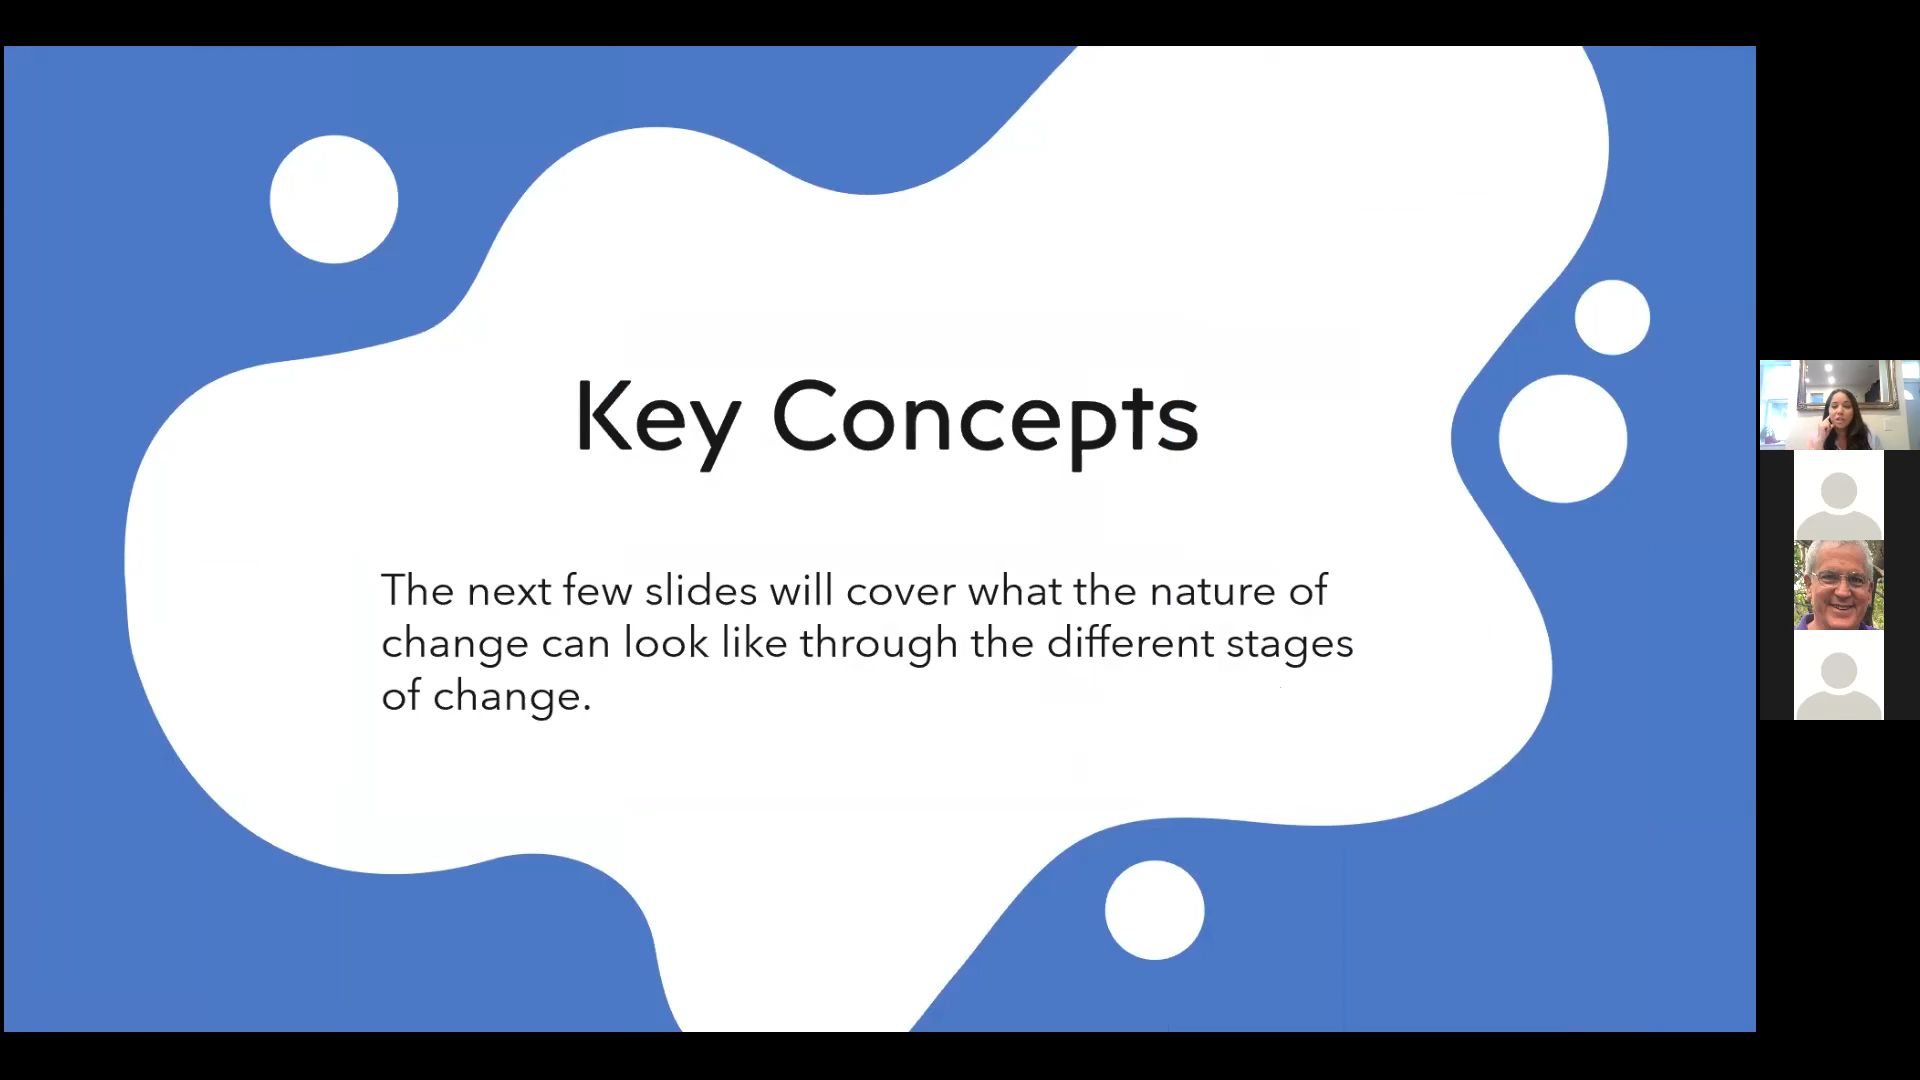 Key Concepts
The next few slides will cover what the nature of
change can look like through the different stages
of change.